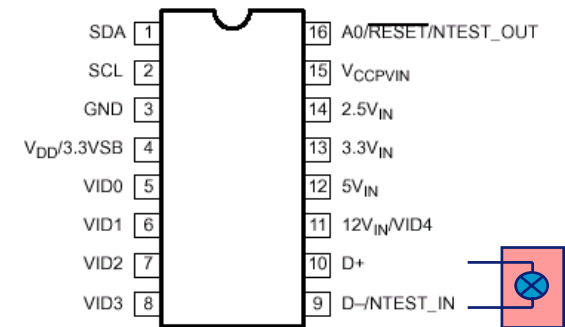 SDA 1 16 A0/RESET/NTEST_OUT
SCL 2 15 VCCPVIN
GND 3 14 2.5VIN
VDD/3.3VSB 4 13 3.3VIN
VID0 5 12 5VIN
VID1 6 11 12VIN/VID4
VID2 7 10 D+
VID3 8 9 D–/NTEST_IN